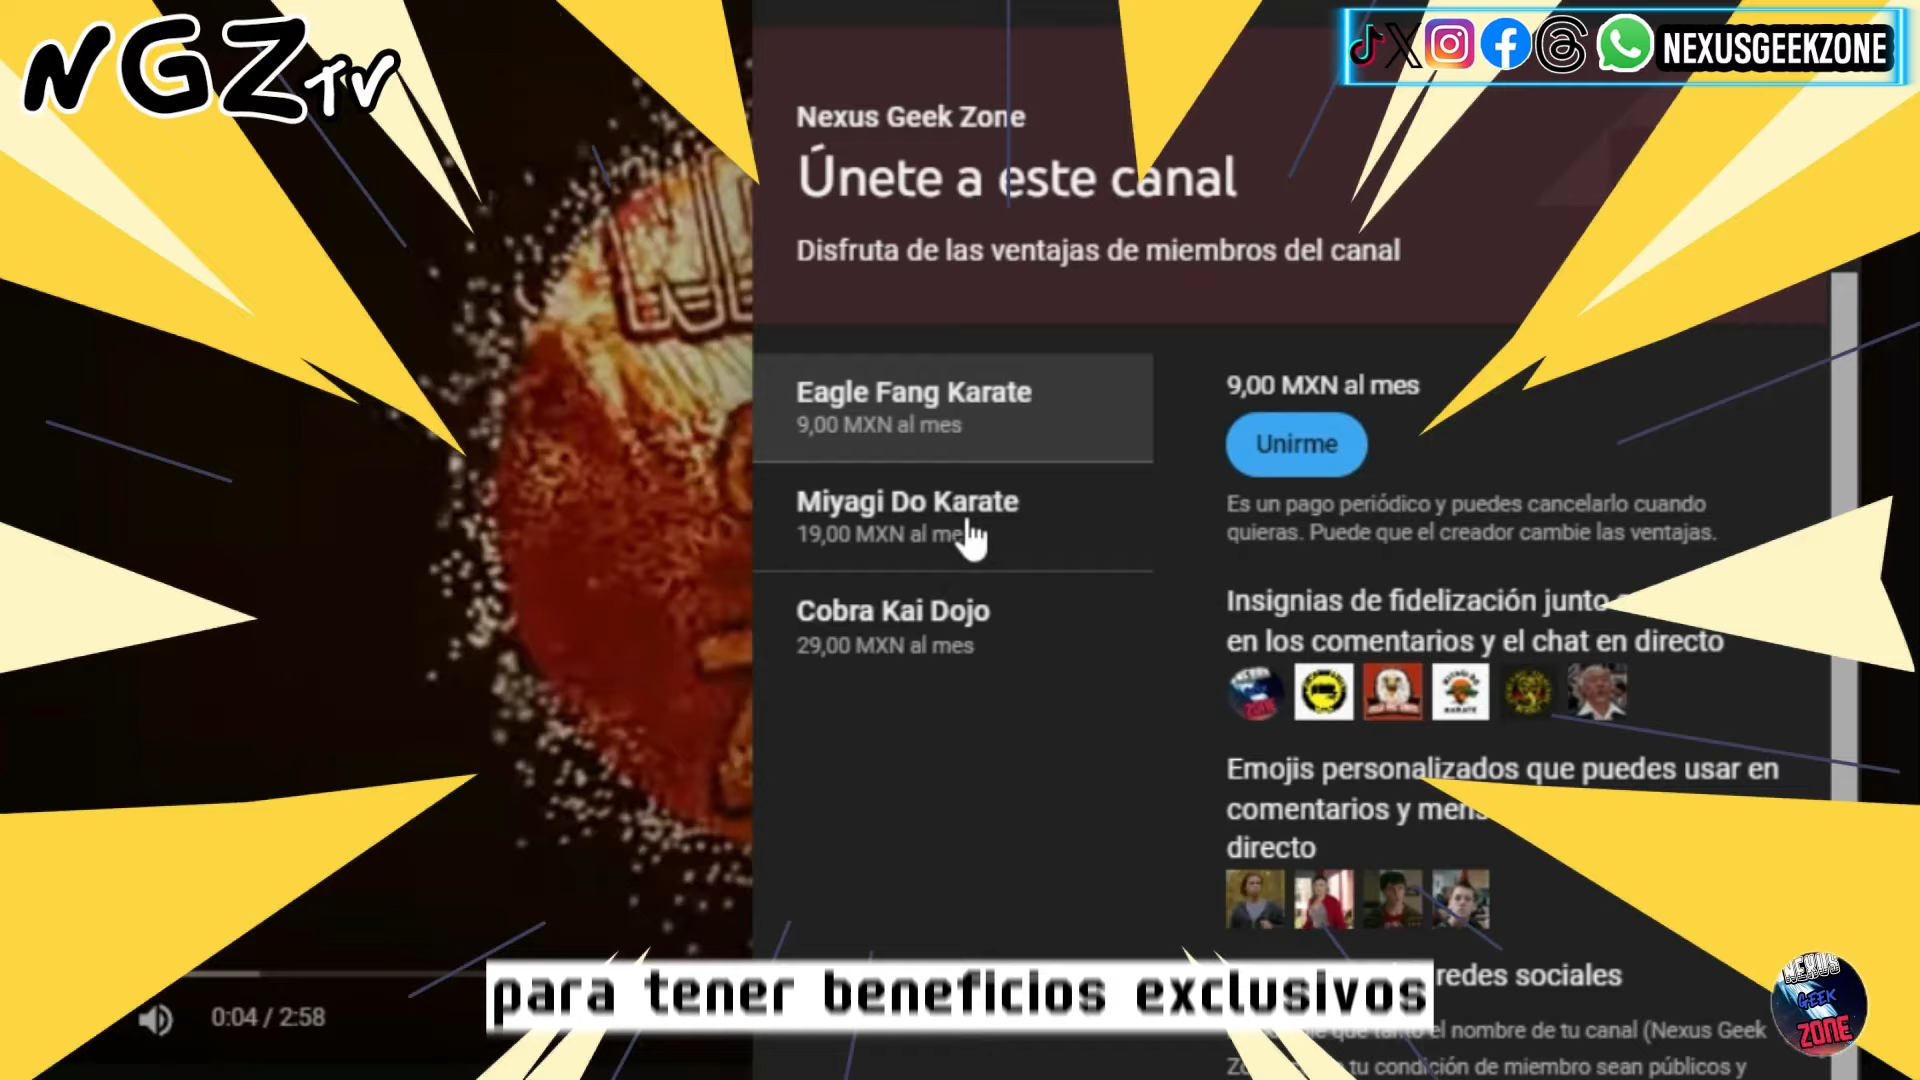 NGZ TV
NEXUSGEEKZONE
Nexus Geek Zone
Únete a este canal
Disfruta de las ventajas de miembros del canal
Eagle Fang Karate
9,00 MXN al mes
Miyagi Do Karate
19,00 MXN al me
Cobra Kai Dojo
29,00 MXN al mes
9,00 MXN al mes
Unirme
Es un pago periódico y puedes cancelarlo cuando
quieras. Puede que el creador cambie las ventajas.
Insignias de fidelización junto
en los comentarios y el chat en directo
Emojis personalizados que puedes usar en
comentarios y mens
directo
redes sociales
para tener beneficios exclusivos
el nombre de tu canal (Nexus Geek
tu condición de miembro sean públicos y
0:04 / 2:58
NEXUS
GEEK
ZONE